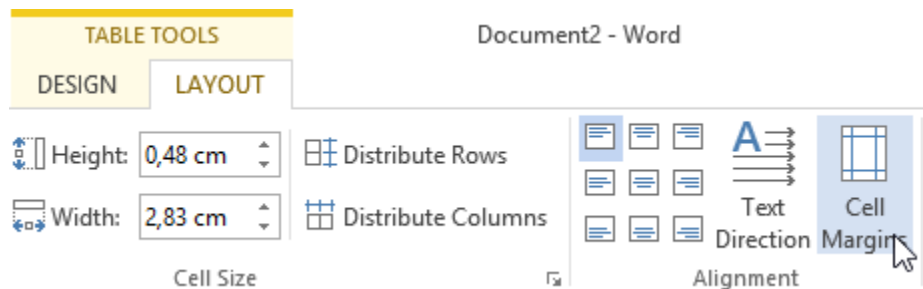 TABLE TOOLS
Document2 - Word
DESIGN
LAYOUT
Height: 0,48 cm
Distribute Rows
Width: 2,83 cm
Distribute Columns
A
Text
Direction
Cell
Margins
Cell Size
Alignment